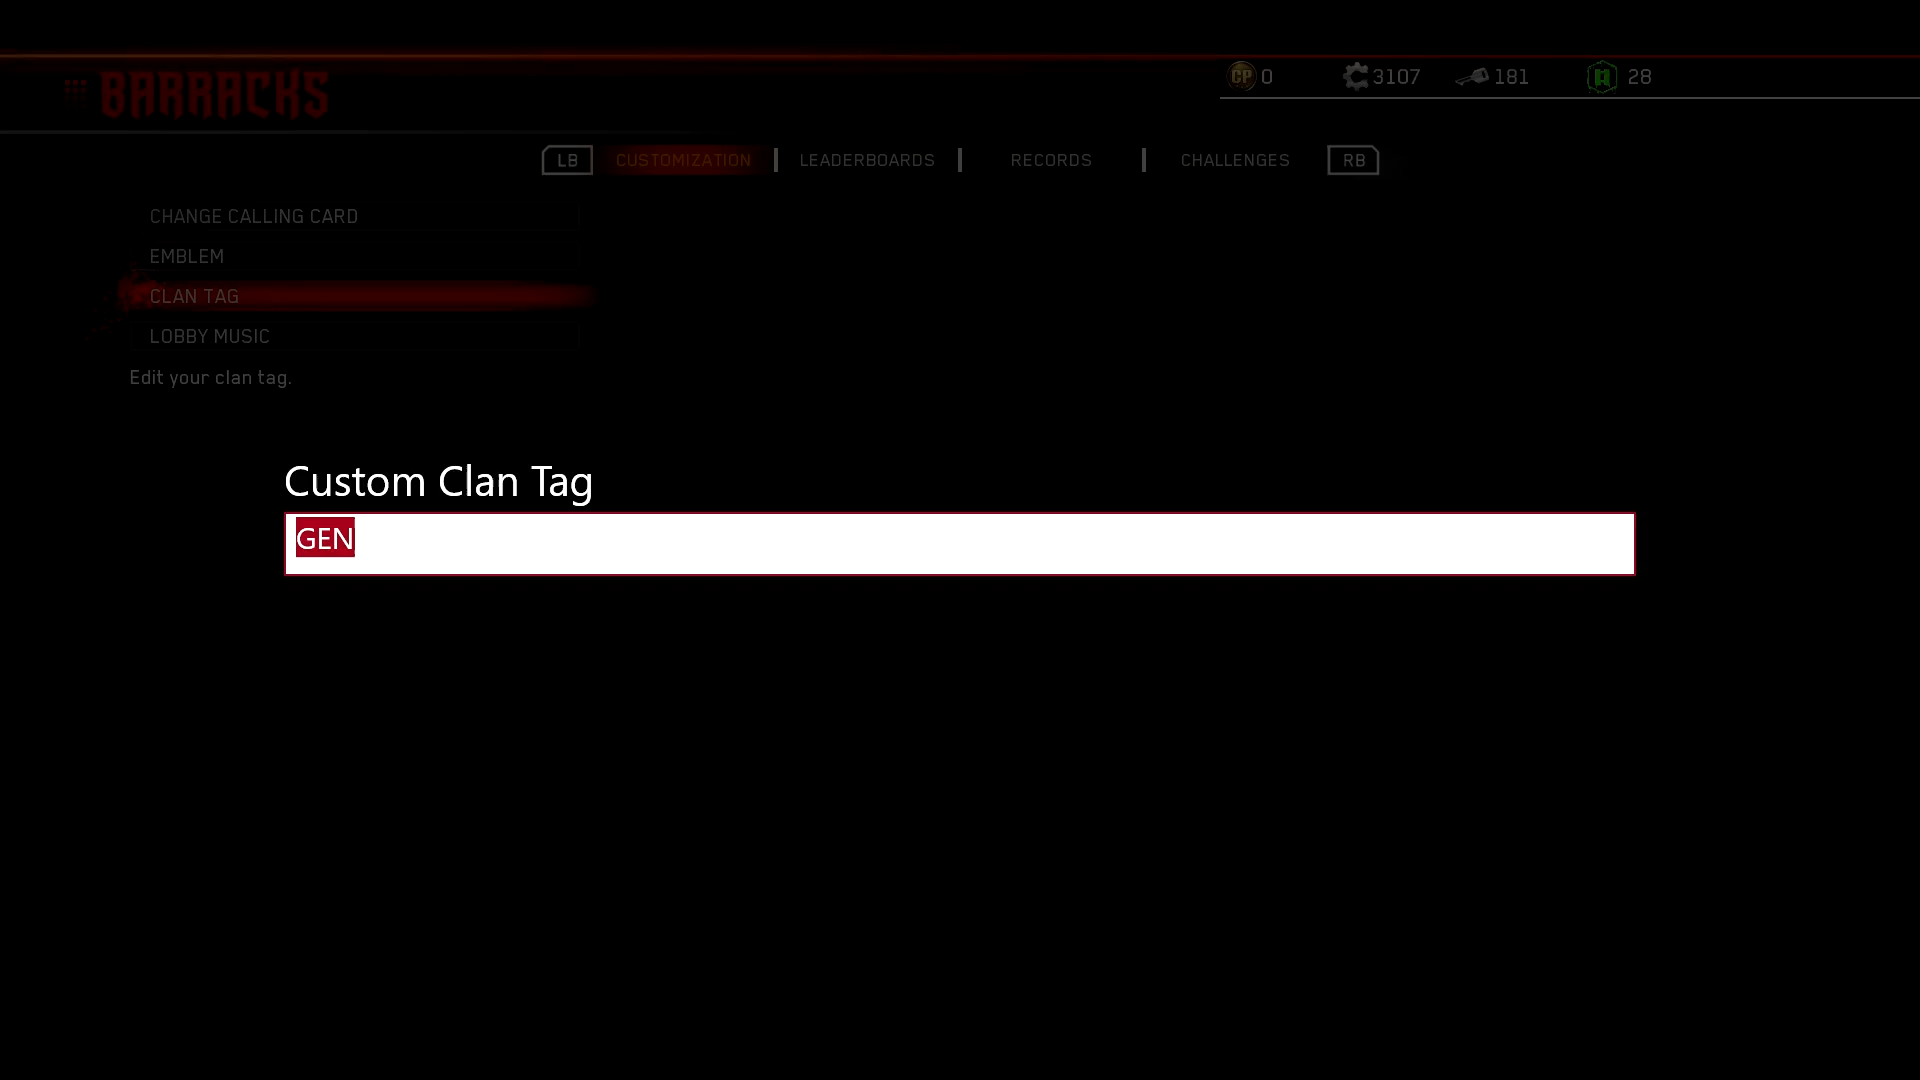 BARRACKS
CP 0 3107 181 28
LB CUSTOMIZATION LEADERBOARDS RECORDS CHALLENGES RB
CHANGE CALLING CARD
EMBLEM
CLAN TAG
LOBBY MUSIC
Edit your clan tag.
Custom Clan Tag
GEN